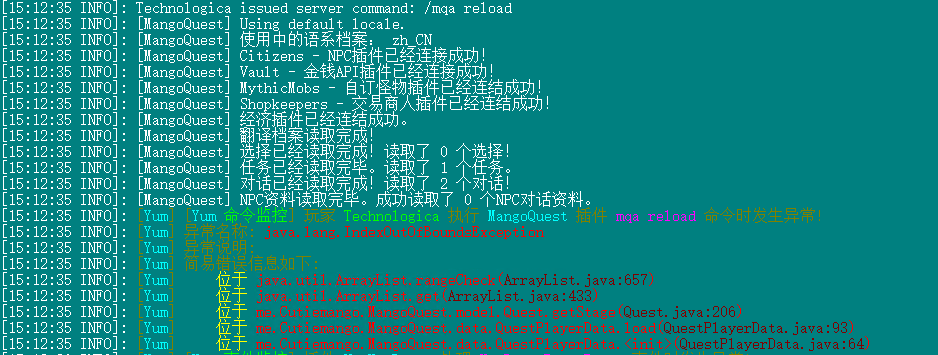 [15:12:35 INFO]: Technologica issued server command: /mqa reload
[15:12:35 INFO]: [MangoQuest] Using default locale.
[15:12:35 INFO]: [MangoQuest] 使用中的语系档案： zh_CN
[15:12:35 INFO]: [MangoQuest] Citizens - NPC插件已经连接成功!
[15:12:35 INFO]: [MangoQuest] Vault - 金钱API插件已经连结成功!
[15:12:35 INFO]: [MangoQuest] MythicMobs - 自订怪物插件已经连结成功!
[15:12:35 INFO]: [MangoQuest] Shopkeepers - 交易商人插件已经连结成功!
[15:12:35 INFO]: [MangoQuest] 经济插件已经连结成功。
[15:12:35 INFO]: [MangoQuest] 翻译档案读取完成!
[15:12:35 INFO]: [MangoQuest] 选择已经读取完成! 读取了 0 个选择!
[15:12:35 INFO]: [MangoQuest] 任务已经读取完毕。读取了 1 个任务。
[15:12:35 INFO]: [MangoQuest] 对话已经读取完成! 读取了 2 个对话!
[15:12:35 INFO]: [MangoQuest] NPC资料读取完毕。成功读取了 0 个NPC对话资料。
[15:12:35 INFO]: [Yum] [Yum 命令监控] 玩家 Technologica 执行 MangoQuest 插件 mqa reload 命令时发生异常!
[15:12:35 INFO]: [Yum] 异常名称: java.lang.IndexOutOfBoundsException
[15:12:35 INFO]: [Yum] 异常说明:
[15:12:35 INFO]: [Yum] 简易错误信息如下:
[15:12:35 INFO]: [Yum] 位于 java.util.ArrayList.rangeCheck(ArrayList.java:657)
[15:12:35 INFO]: [Yum] 位于 java.util.ArrayList.get(ArrayList.java:433)
[15:12:35 INFO]: [Yum] 位于 me.Cutiemango.MangoQuest.model.Quest.getStage(Quest.java:206)
[15:12:35 INFO]: [Yum] 位于 me.Cutiemango.MangoQuest.data.QuestPlayerData.load(QuestPlayerData.java:93)
[15:12:35 INFO]: [Yum] 位于 me.Cutiemango.MangoQuest.data.QuestPlayerData.<init>(QuestPlayerData.java:64)